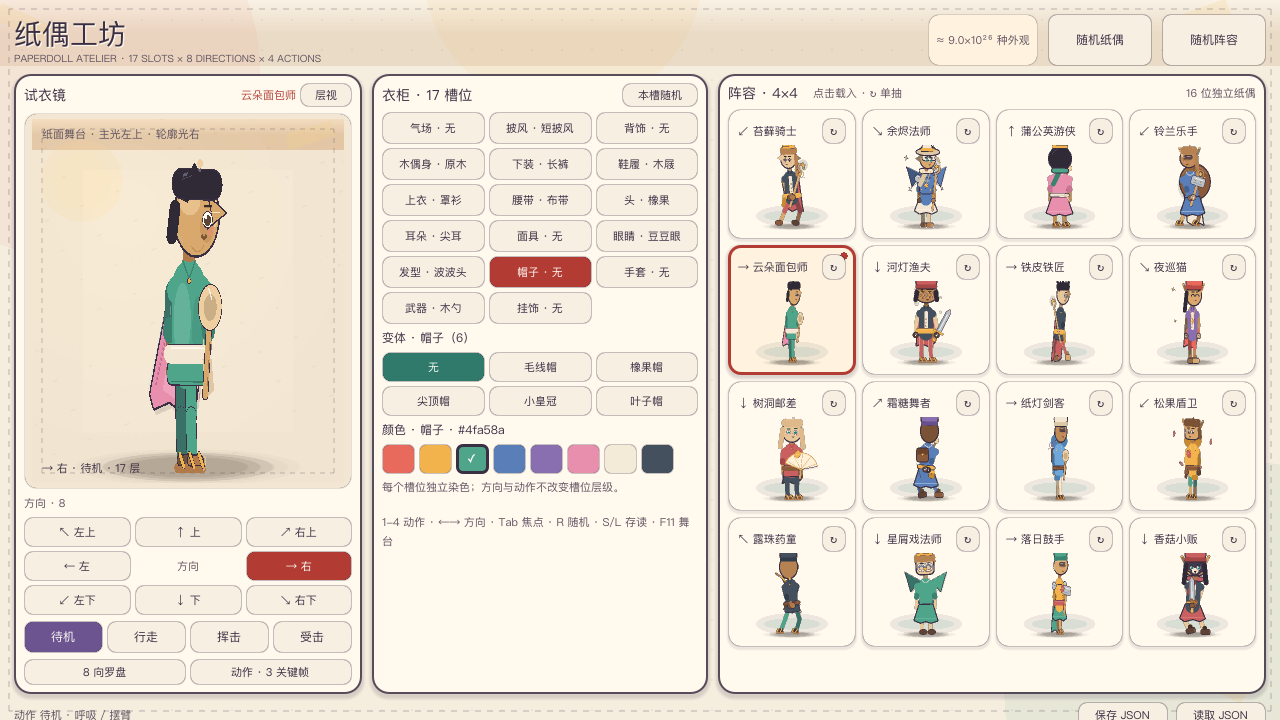 纸偶工坊
PAPERDOLL ATELIER · 17 SLOTS × 8 DIRECTIONS × 4 ACTIONS
≈ 9.0×10²⁶ 种外观
随机纸偶
随机阵容
试衣镜
云朵面包师
层视
纸面舞台 · 主光左上 · 轮廓光右
→ 右 · 待机 · 17 层
方向 · 8
↖ 左上
↑ 上
↗ 右上
← 左
方向
→ 右
↙ 左下
↓ 下
↘ 右下
待机
行走
挥击
受击
8 向罗盘
动作 · 3 关键帧
衣柜 · 17 槽位
本槽随机
气场 · 无
披风 · 短披风
背饰 · 无
木偶身 · 原木
下装 · 长裤
鞋履 · 木屐
上衣 · 罩衫
腰带 · 布带
头 · 橡果
耳朵 · 尖耳
面具 · 无
眼睛 · 豆豆眼
发型 · 波波头
帽子 · 无
手套 · 无
武器 · 木勺
挂饰 · 无
变体 · 帽子 (6)
无
毛线帽
橡果帽
尖顶帽
小皇冠
叶子帽
颜色 · 帽子 · #4fa58a
✓
每个槽位独立染色；方向与动作不改变槽位层级。
1–4 动作 · ←→ 方向 · Tab 焦点 · R 随机 · S/L 存读 · F11 舞
台
阵容 · 4×4
点击载入 · ↻ 单抽
16 位独立纸偶
↙ 苔藓骑士 ↻
↘ 余烬法师 ↻
↑ 蒲公英游侠 ↻
↙ 铃兰乐手 ↻
→ 云朵面包师 ↻
↓ 河灯渔夫 ↻
→ 铁皮铁匠 ↻
↘ 夜巡猫 ↻
↓ 树洞邮差 ↻
↗ 霜糖舞者 ↻
→ 纸灯剑客 ↻
↙ 松果盾卫 ↻
↖ 露珠药童 ↻
↓ 星屑戏法师 ↻
→ 落日鼓手 ↻
↓ 香菇小贩 ↻
动作 待机 · 呼吸 / 摆臂
保存 JSON
读取 JSON